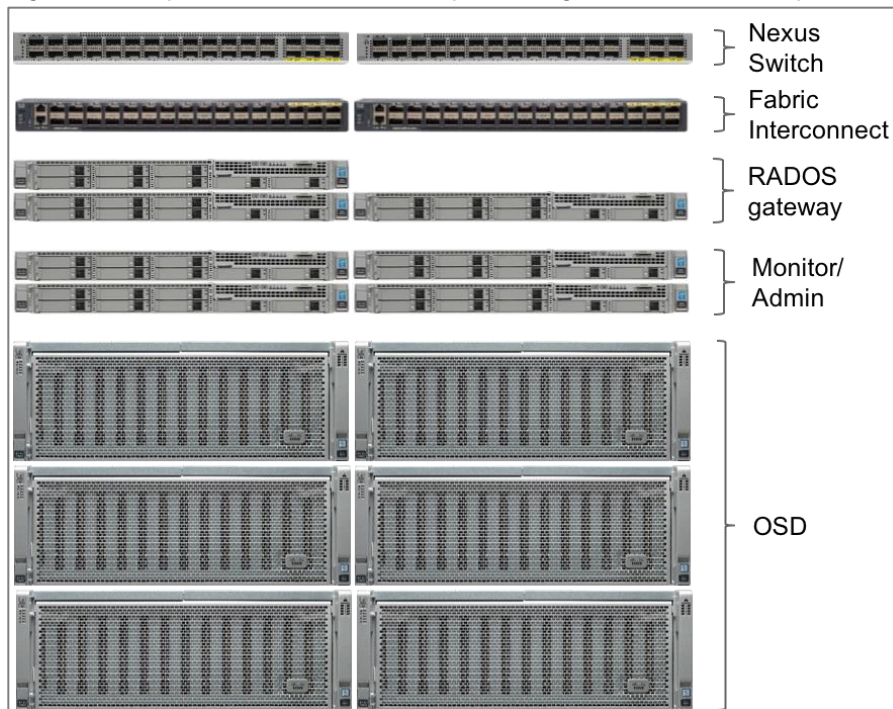 Nexus
Switch
Fabric
Interconnect
RADOS
gateway
Monitor/
Admin
OSD